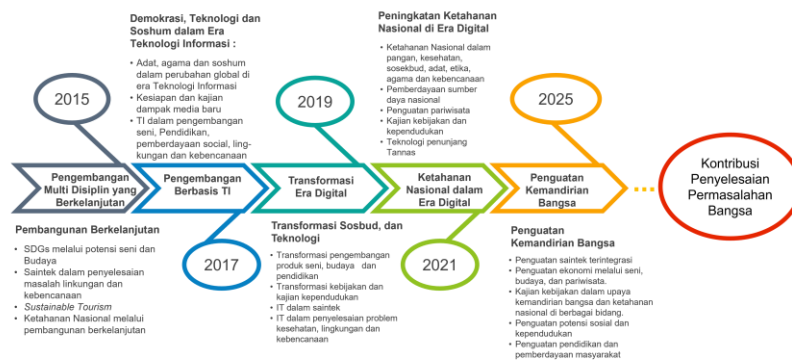 Demokrasi, Teknologi dan
Soshum dalam Era
Teknologi Informasi :
• Adat, agama dan soshum
dalam perubahan global di
era Teknologi Informasi
• Kesiapan dan kajian
dampak media baru
• TI dalam pengembangan
seni, Pendidikan,
pemberdayaan social, ling-
kungan dan kebencanaan
Peningkatan Ketahanan
Nasional di Era Digital
• Ketahanan Nasional dalam
pangan, kesehatan,
sosekbud, adat, etika,
agama dan kebencanaan
• Pemberdayaan sumber
daya nasional
• Penguatan pariwisata
• Kajian kebijakan dan
kependudukan
• Teknologi penunjang
Tannas
2015
2019
2025
Pengembangan
Multi Disiplin yang
Berkelanjutan
Pengembangan
Berbasis TI
Transformasi
Era Digital
Ketahanan
Nasional dalam
Era Digital
Penguatan
Kemandirian
Bangsa
Kontribusi
Penyelesaian
Permasalahan
Bangsa
2017
2021
Pembangunan Berkelanjutan
• SDGs melalui potensi seni dan
Budaya
• Saintek dalam penyelesaian
masalah linkungan dan
kebencanaan
• Sustainable Tourism
• Ketahanan Nasional melalui
pembangunan berkelanjutan
Transformasi Sosbud, dan
Teknologi
• Transformasi pengembangan
produk seni, budaya dan
pendidikan
• Transformasi kebijakan dan
kajian kependudukan
• IT dalam saintek
• IT dalam penyelesaian problem
kesehatan, lingkungan dan
kebencanaan
Penguatan
Kemandirian Bangsa
• Penguatan saintek terintegrasi
• Penguatan ekonomi melalui seni,
budaya, dan pariwisata.
• Kajian kebijakan dalam upaya
kemandirian bangsa dan ketahanan
nasional di berbagai bidang.
• Penguatan potensi sosial dan
kependudukan
• Penguatan pendidikan dan
pemberdayaan masyarakat